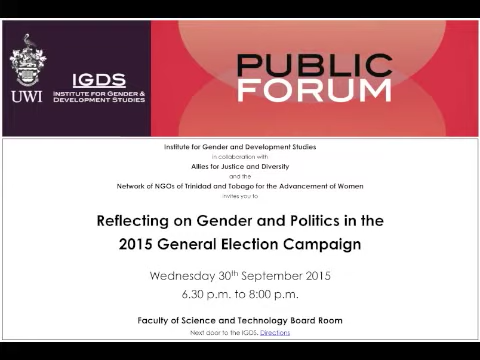 UWI
IGDS
INSTITUTE FOR GENDER &
DEVELOPMENT STUDIES
PUBLIC
FORUM
Institute for Gender and Development Studies
in collaboration with
Allies for Justice and Diversity
and the
Network of NGOs of Trinidad and Tobago for the Advancement of Women
invites you to
Reflecting on Gender and Politics in the
2015 General Election Campaign
Wednesday 30th September 2015
6.30 p.m. to 8:00 p.m.
Faculty of Science and Technology Board Room
Next door to the IGDS. Directions